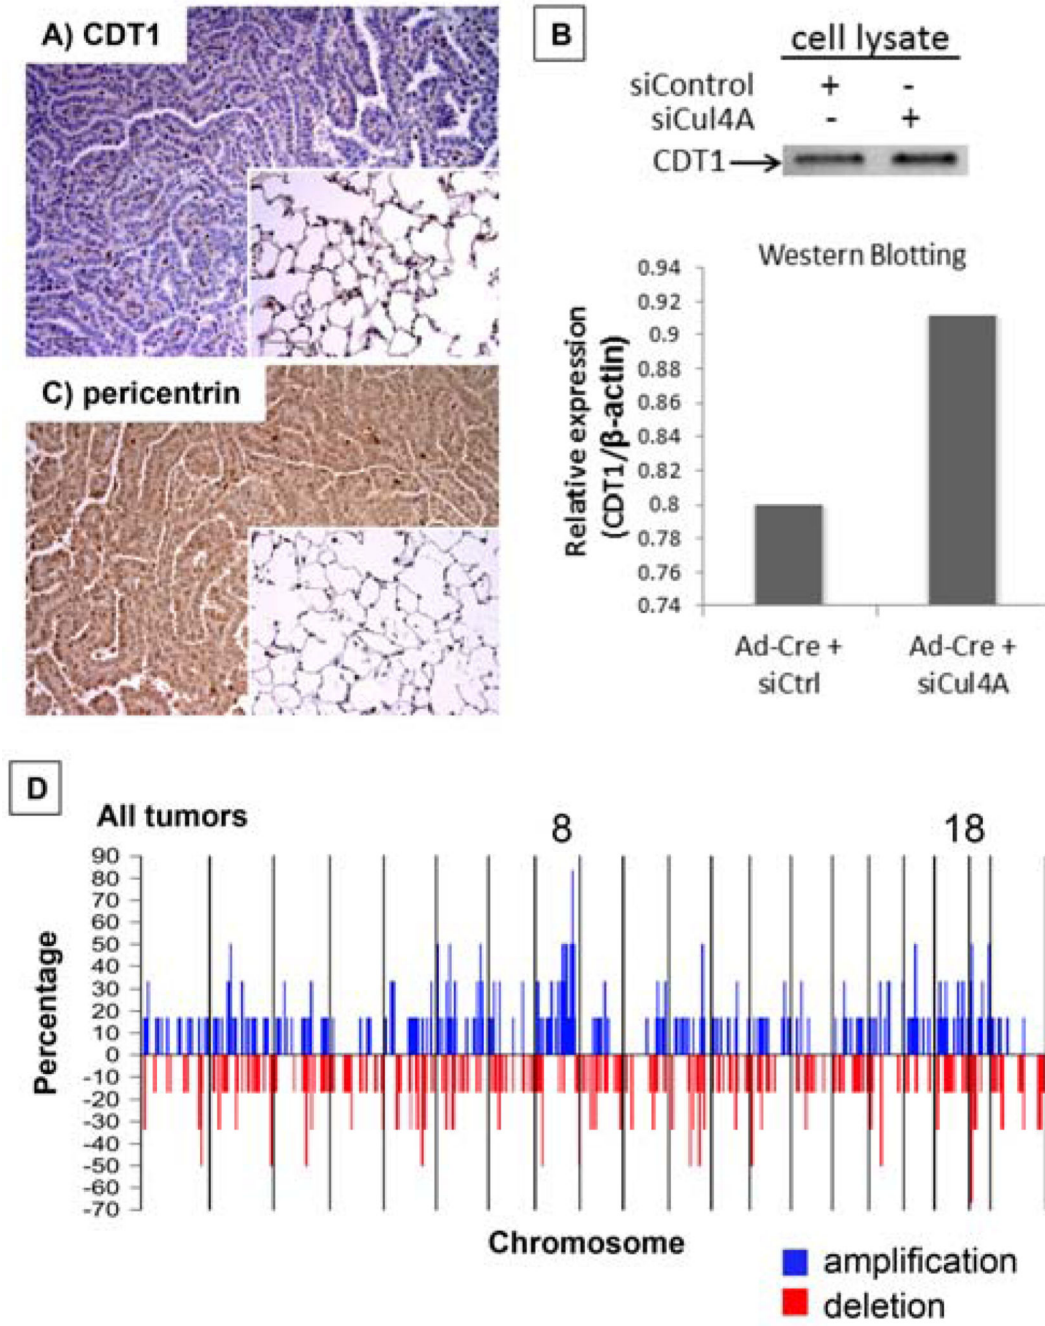 A) CDT1
C) pericentrin
B
cell lysate
siControl + -
siCul4A - +
CDT1
Western Blotting
Relative expression
(CDT1/β-actin)
0.94
0.92
0.9
0.88
0.86
0.84
0.82
0.8
0.78
0.76
0.74
Ad-Cre + siCtrl
Ad-Cre + siCul4A
D
All tumors
8
18
Percentage
90
80
70
60
50
40
30
20
10
0
-10
-20
-30
-40
-50
-60
-70
Chromosome
amplification
deletion